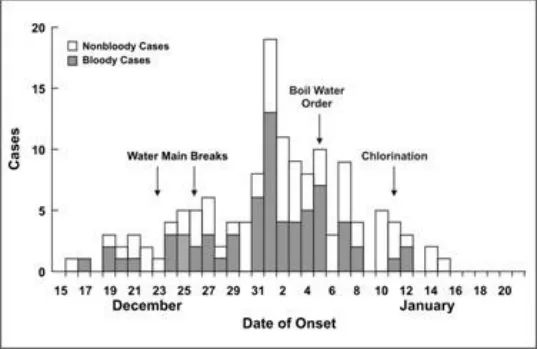 20
15
10
5
0
Cases
Nonbloody Cases
Bloody Cases
Boil Water
Order
Water Main Breaks
Chlorination
15 17 19 21 23 25 27 29 31 2 4 6 8 10 12 14 16 18 20
December January
Date of Onset